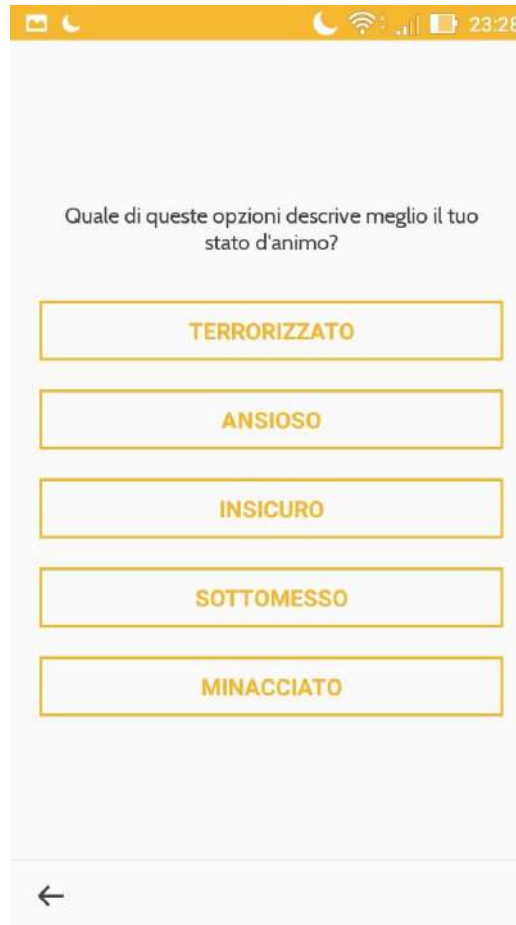 23:28
Quale di queste opzioni descrive meglio il tuo
stato d'animo?
TERRORIZZATO
ANSIOSO
INSICURO
SOTTOMESSO
MINACCIATO